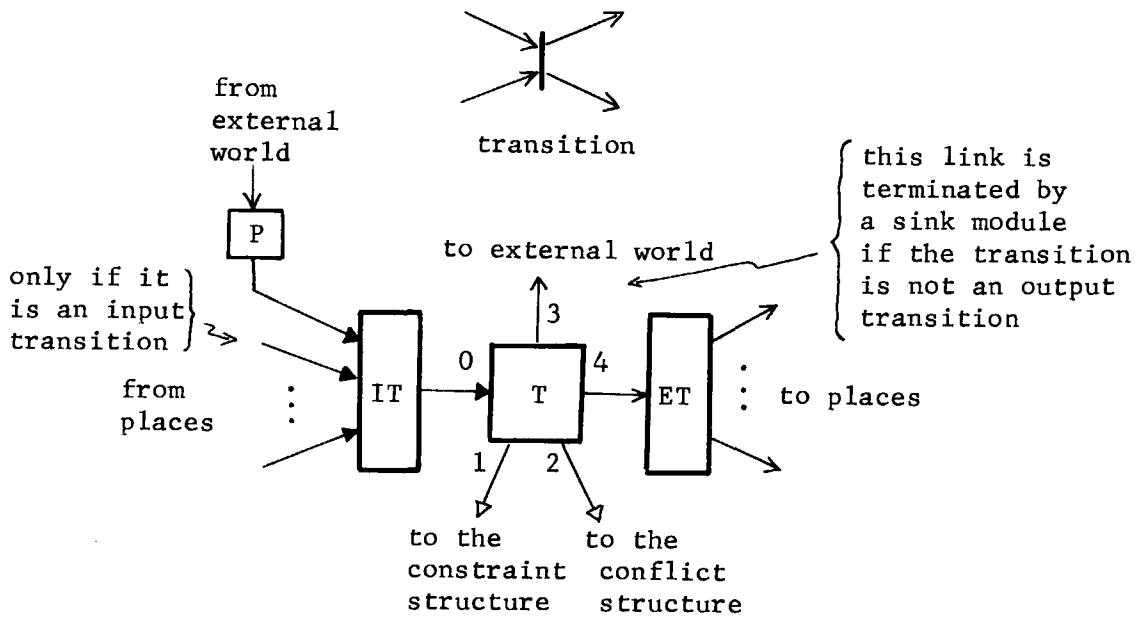 from
external
world
transition
this link is
terminated by
a sink module
if the transition
is not an output
transition
P
to external world
only if it
is an input
transition
3
0
4
IT
T
ET
from
places
to places
1
2
to the
constraint
structure
to the
conflict
structure